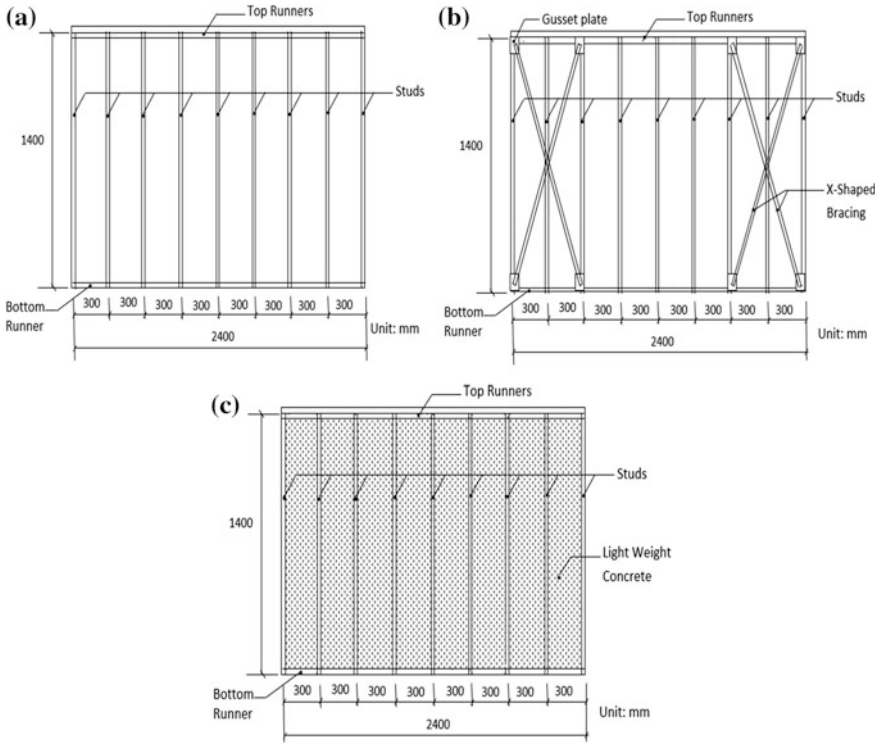 (a)
Top Runners
Studs
1400
Bottom
Runner
300 300 300 300 300 300 300 300
Unit: mm
2400
(b)
Gusset plate
Top Runners
Studs
1400
X-Shaped
Bracing
Bottom
Runner
300 300 300 300 300 300 300 300
Unit: mm
2400
(c)
Top Runners
Studs
1400
Light Weight
Concrete
Bottom
Runner
300 300 300 300 300 300 300 300
Unit: mm
2400